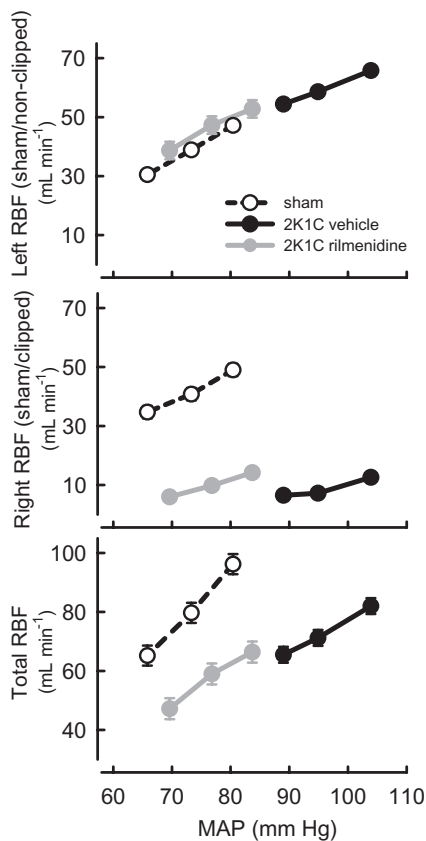 Left RBF (sham/non-clipped)
(mL min-1)
70
50
30
10
sham
2K1C vehicle
2K1C rilmenidine
Right RBF (sham/clipped)
(mL min-1)
70
50
30
10
Total RBF
(mL min-1)
100
80
60
40
60 70 80 90 100 110
MAP (mm Hg)